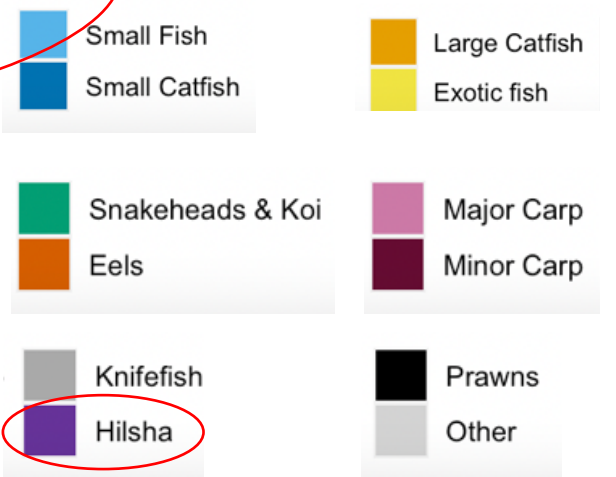 Small Fish
Small Catfish
Large Catfish
Exotic fish
Snakeheads & Koi
Eels
Major Carp
Minor Carp
Knifefish
Hilsha
Prawns
Other